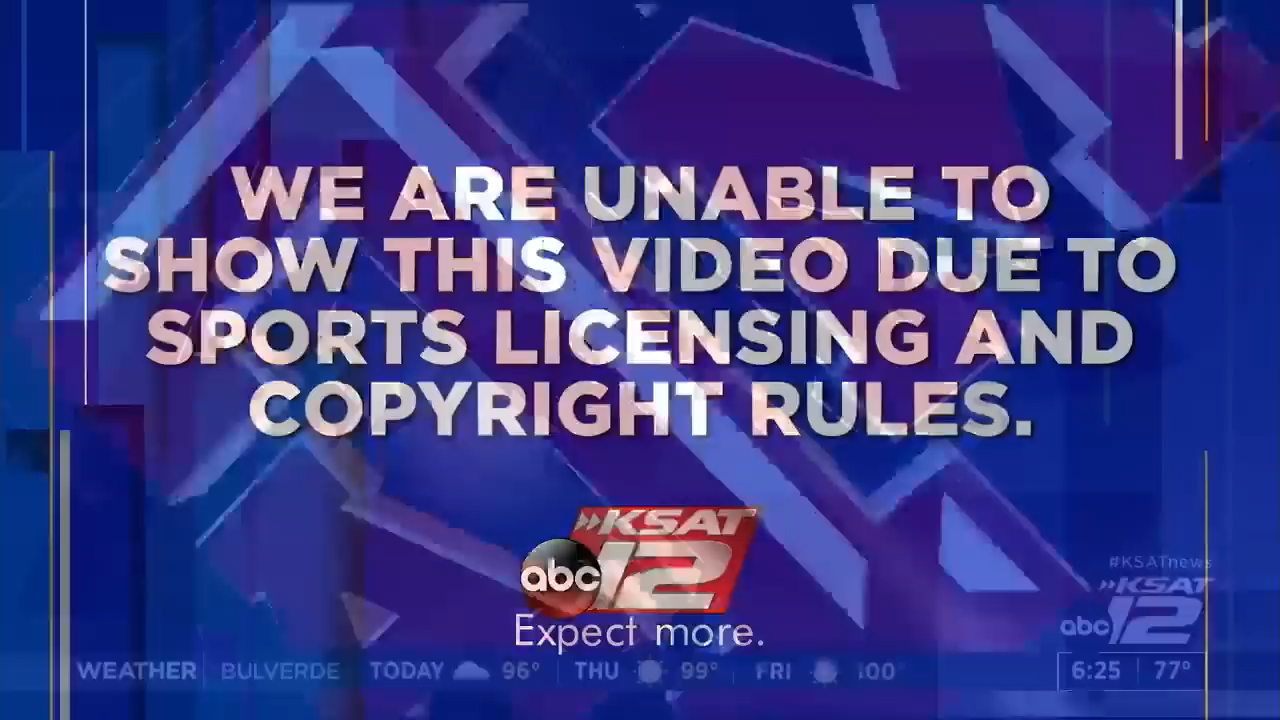 WE ARE UNABLE TO
SHOW THIS VIDEO DUE TO
SPORTS LICENSING AND
COPYRIGHT RULES.
KSAT
abc 12
Expect more.
#KSATnews
KSAT
abc 12
WEATHER BULVERDE TODAY 96° THU 99° FRI 100° 6:25 77°